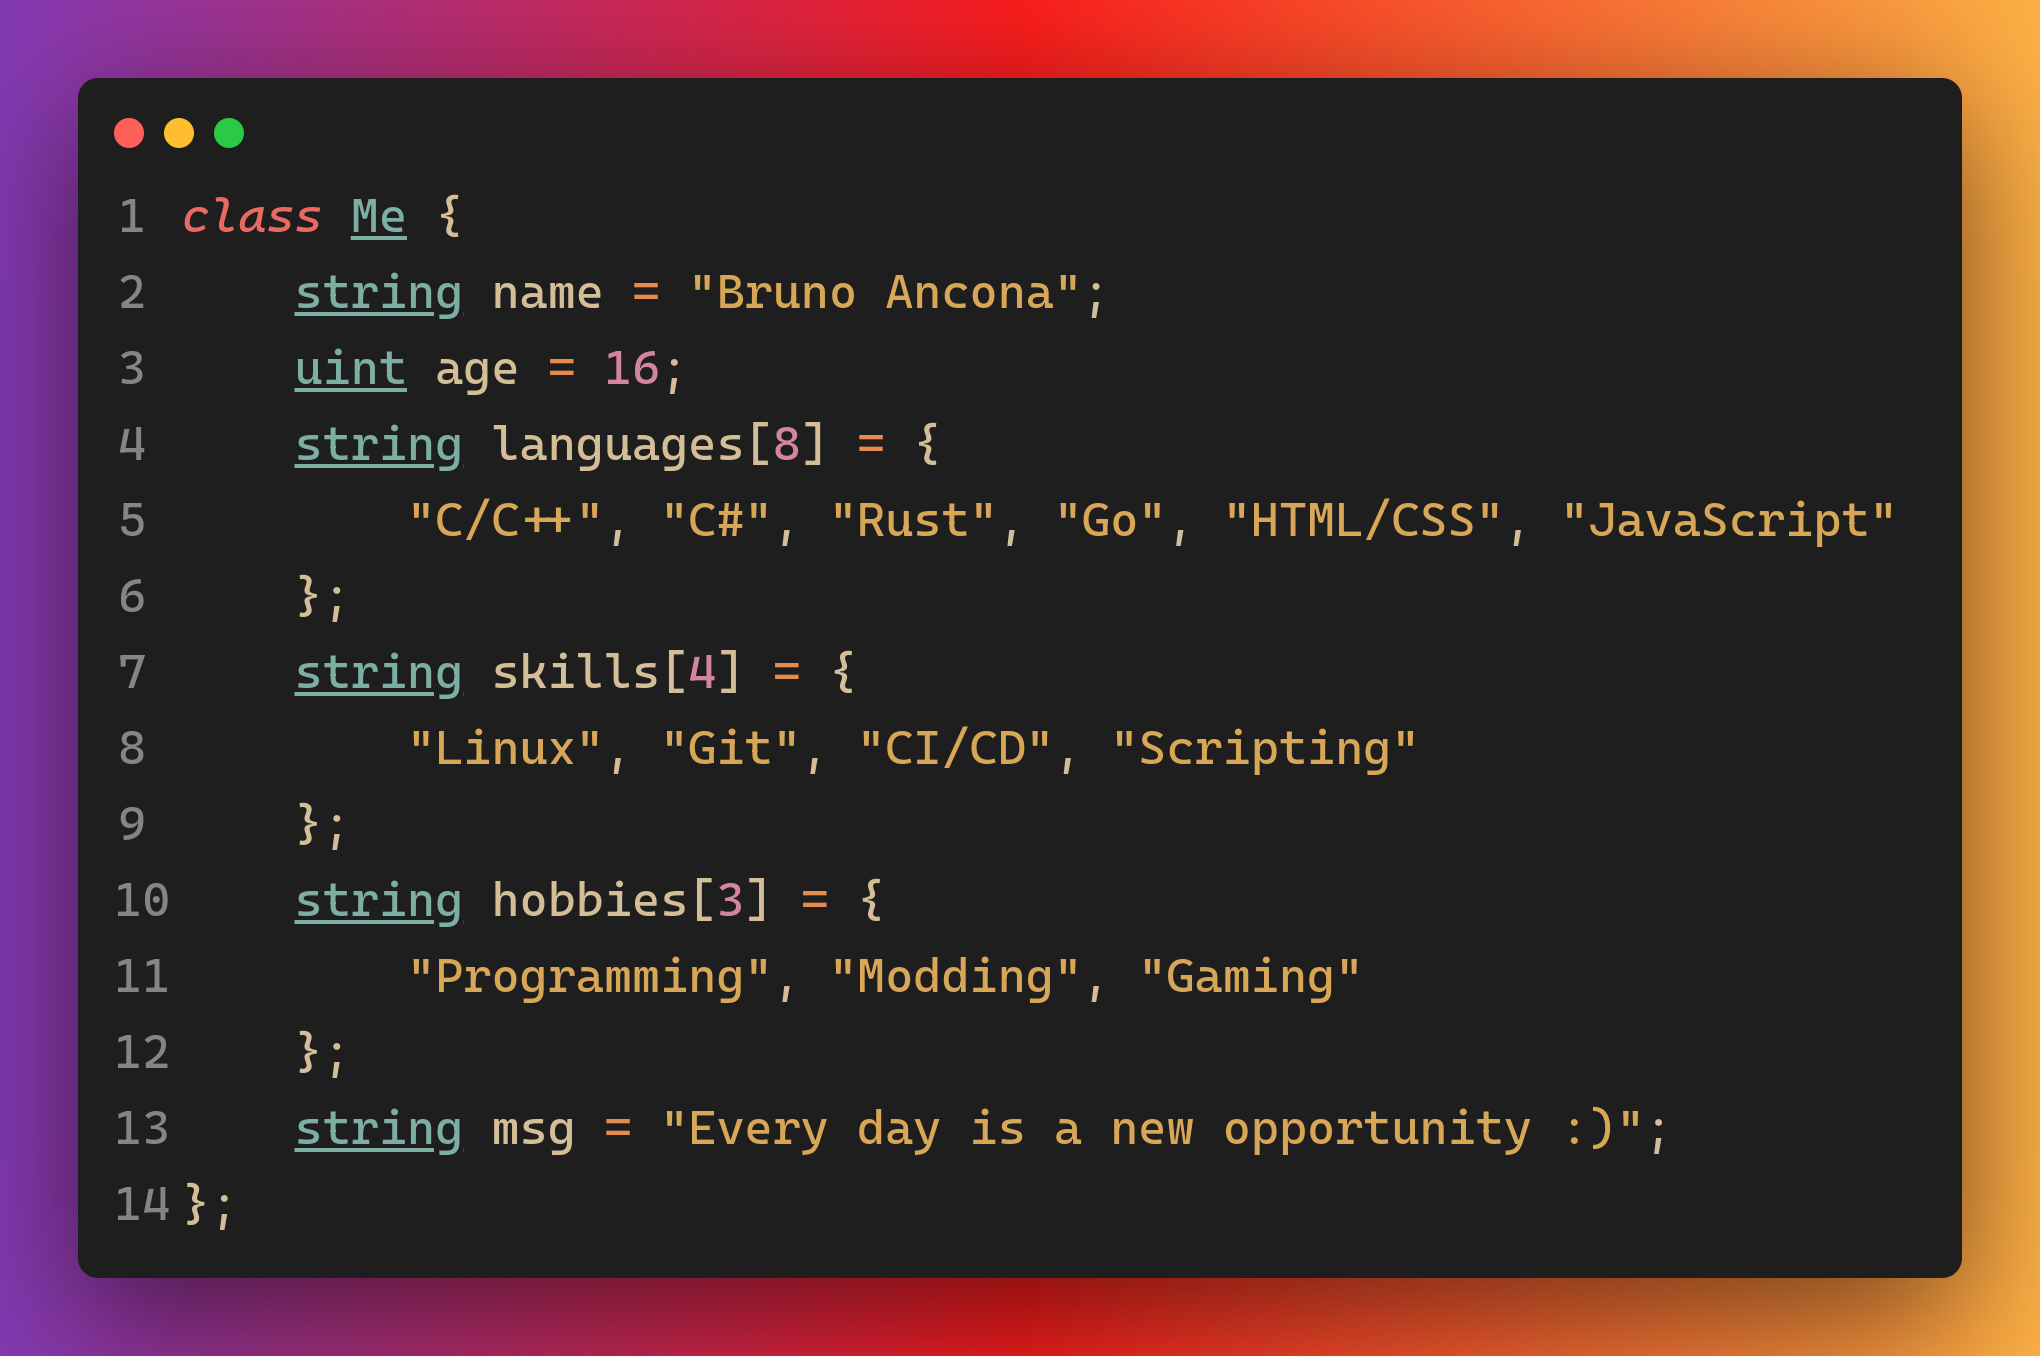 1 class Me {
2     string name = "Bruno Ancona";
3     uint age = 16;
4     string languages[8] = {
5         "C/C++", "C#", "Rust", "Go", "HTML/CSS", "JavaScript"
6     };
7     string skills[4] = {
8         "Linux", "Git", "CI/CD", "Scripting"
9     };
10     string hobbies[3] = {
11         "Programming", "Modding", "Gaming"
12     };
13     string msg = "Every day is a new opportunity :)";
14 };